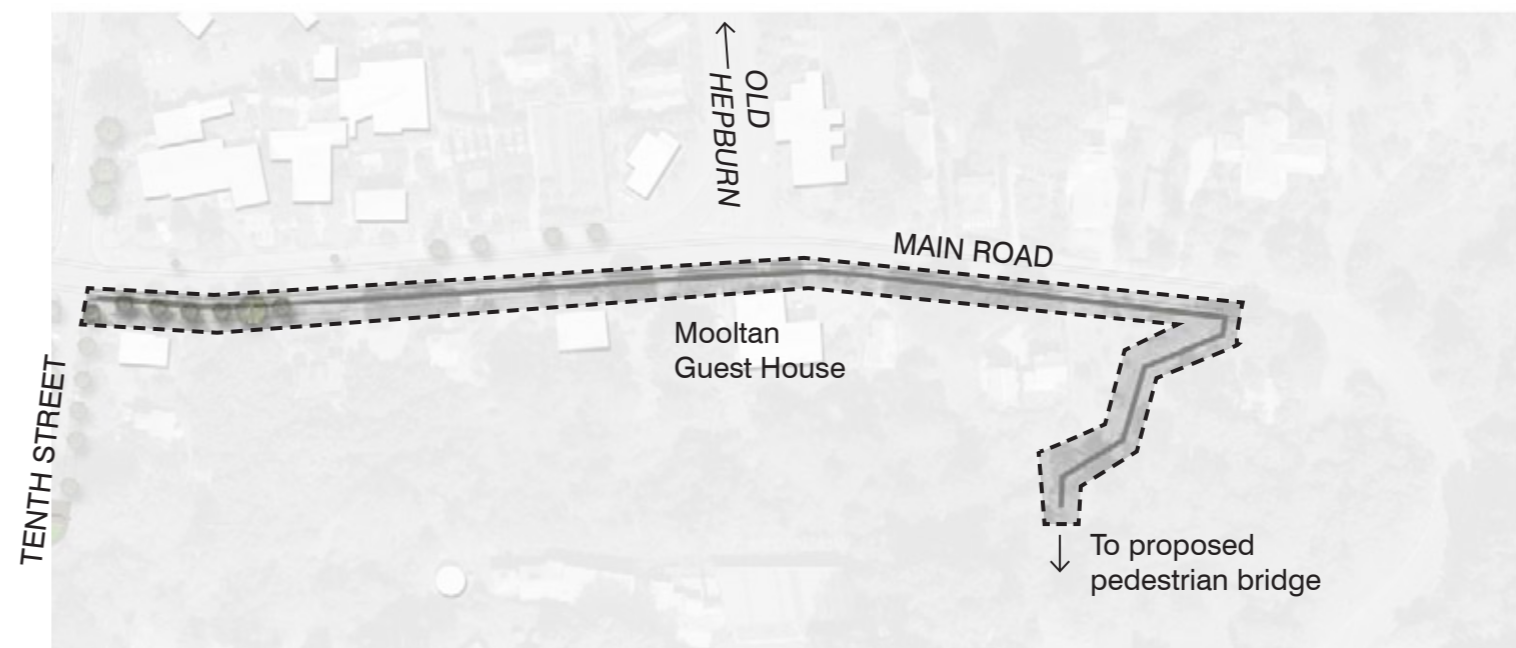 OLD
HEPBURN
MAIN ROAD
Mooltan
Guest House
TENTH STREET
To proposed
pedestrian bridge